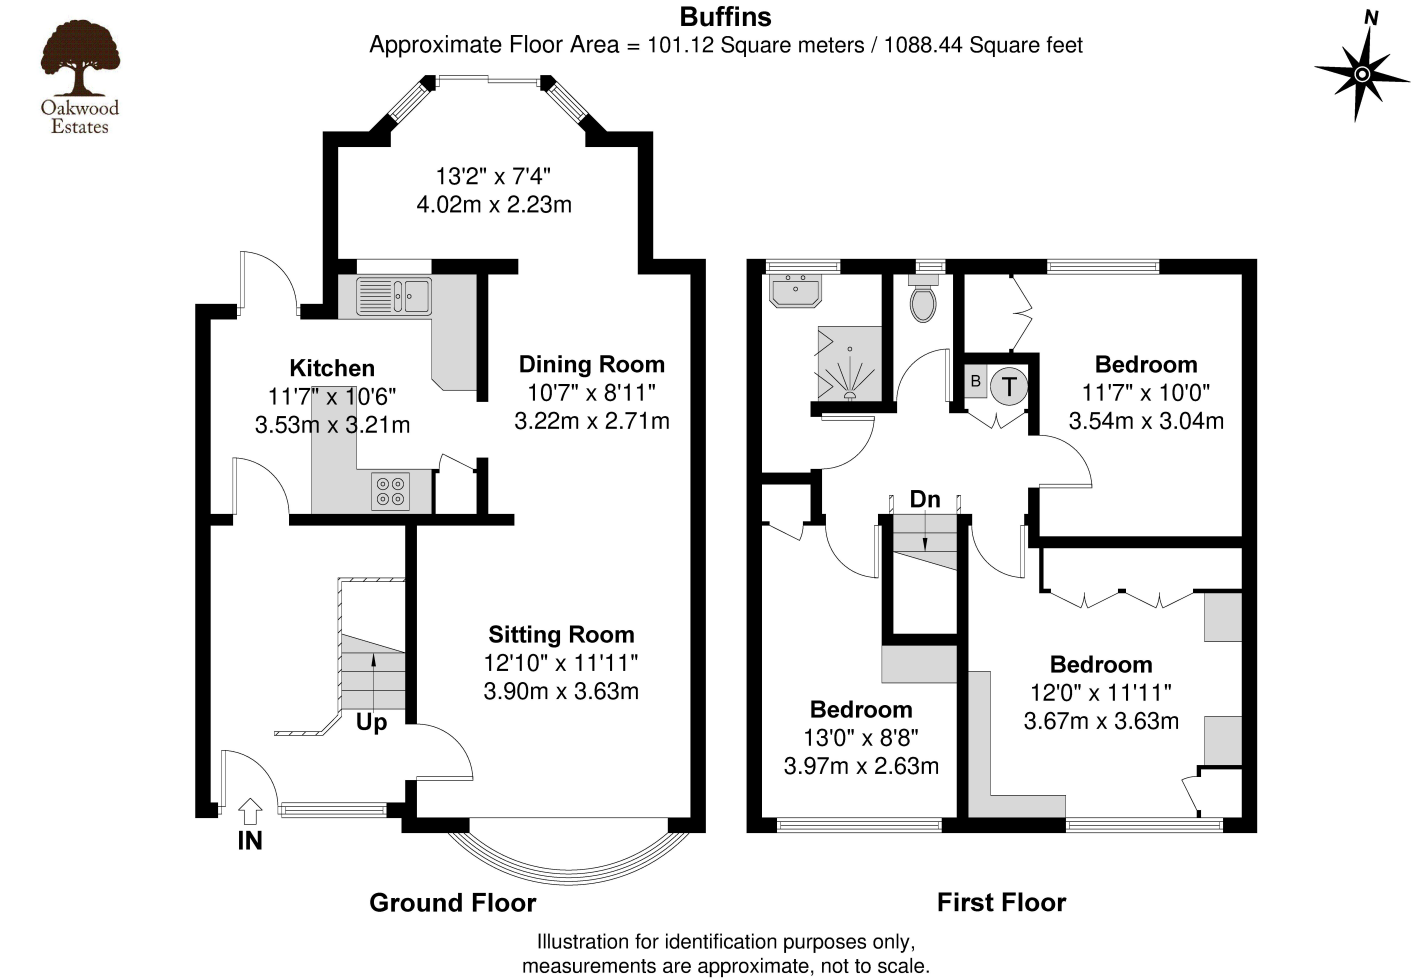 Buffins
Approximate Floor Area = 101.12 Square meters / 1088.44 Square feet
N
Oakwood
Estates
13'2" x 7'4"
4.02m x 2.23m
Kitchen
11'7" x 10'6"
3.53m x 3.21m
Dining Room
10'7" x 8'11"
3.22m x 2.71m
Sitting Room
12'10" x 11'11"
3.90m x 3.63m
Up
IN
Ground Floor
B
T
Bedroom
11'7" x 10'0"
3.54m x 3.04m
Dn
Bedroom
12'0" x 11'11"
3.67m x 3.63m
Bedroom
13'0" x 8'8"
3.97m x 2.63m
First Floor
Illustration for identification purposes only,
measurements are approximate, not to scale.